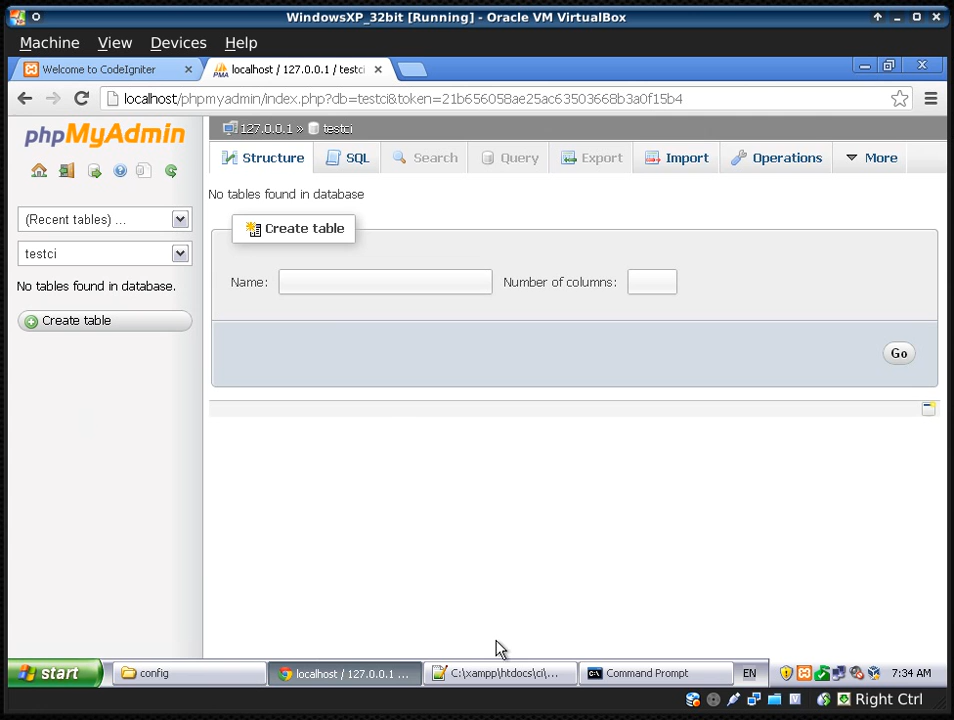 WindowsXP_32bit [Running] - Oracle VM VirtualBox
Machine View Devices Help
Welcome to CodeIgniter
localhost / 127.0.0.1 / testci
localhost/phpmyadmin/index.php?db=testci&token=21b656058ae25ac63503668b3a0f15b4
phpMyAdmin
127.0.0.1 » testci
Structure SQL Search Query Export Import Operations More
No tables found in database
(Recent tables) ...
Create table
testci
Name:
Number of columns:
No tables found in database.
Create table
Go
start
config
localhost / 127.0.0.1 ...
C:\xampp\htdocs\ci\...
Command Prompt
EN
7:34 AM
Right Ctrl